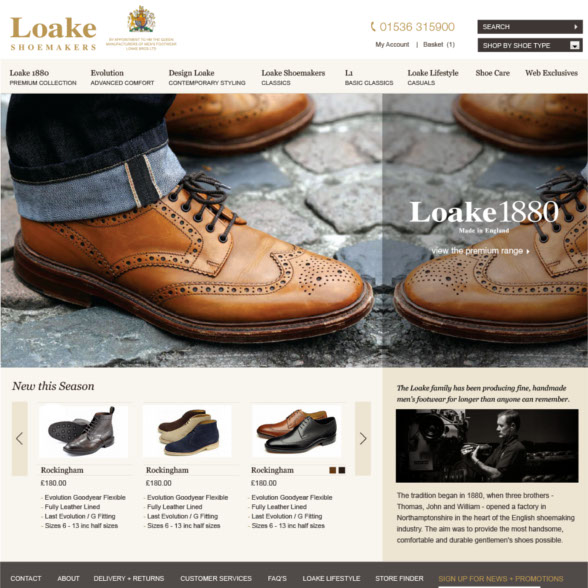 Loake
SHOEMAKERS
BY APPOINTMENT TO HM THE QUEEN
MANUFACTURERS OF MEN'S FOOTWEAR
LOAKE BROS LTD
01536 315900
My Account | Basket (1)
SEARCH
SHOP BY SHOE TYPE
Loake 1880
PREMIUM COLLECTION
Evolution
ADVANCED COMFORT
Design Loake
CONTEMPORARY STYLING
Loake Shoemakers
CLASSICS
L1
BASIC CLASSICS
Loake Lifestyle
CASUALS
Shoe Care
Web Exclusives
Loake 1880
Made in England
view the premium range
New this Season
Rockingham
£180.00
- Evolution Goodyear Flexible
- Fully Leather Lined
- Last Evolution / G Fitting
- Sizes 6 - 13 inc half sizes
Rockingham
£180.00
- Evolution Goodyear Flexible
- Fully Leather Lined
- Last Evolution / G Fitting
- Sizes 6 - 13 inc half sizes
Rockingham
£180.00
- Evolution Goodyear Flexible
- Fully Leather Lined
- Last Evolution / G Fitting
- Sizes 6 - 13 inc half sizes
The Loake family has been producing fine, handmade
men's footwear for longer than anyone can remember.
The tradition began in 1880, when three brothers -
Thomas, John and William - opened a factory in
Northamptonshire in the heart of the English shoemaking
industry. The aim was to provide the most handsome,
comfortable and durable gentlemen's shoes possible.
CONTACT ABOUT DELIVERY + RETURNS CUSTOMER SERVICES FAQ'S LOAKE LIFESTYLE STORE FINDER SIGN UP FOR NEWS + PROMOTIONS